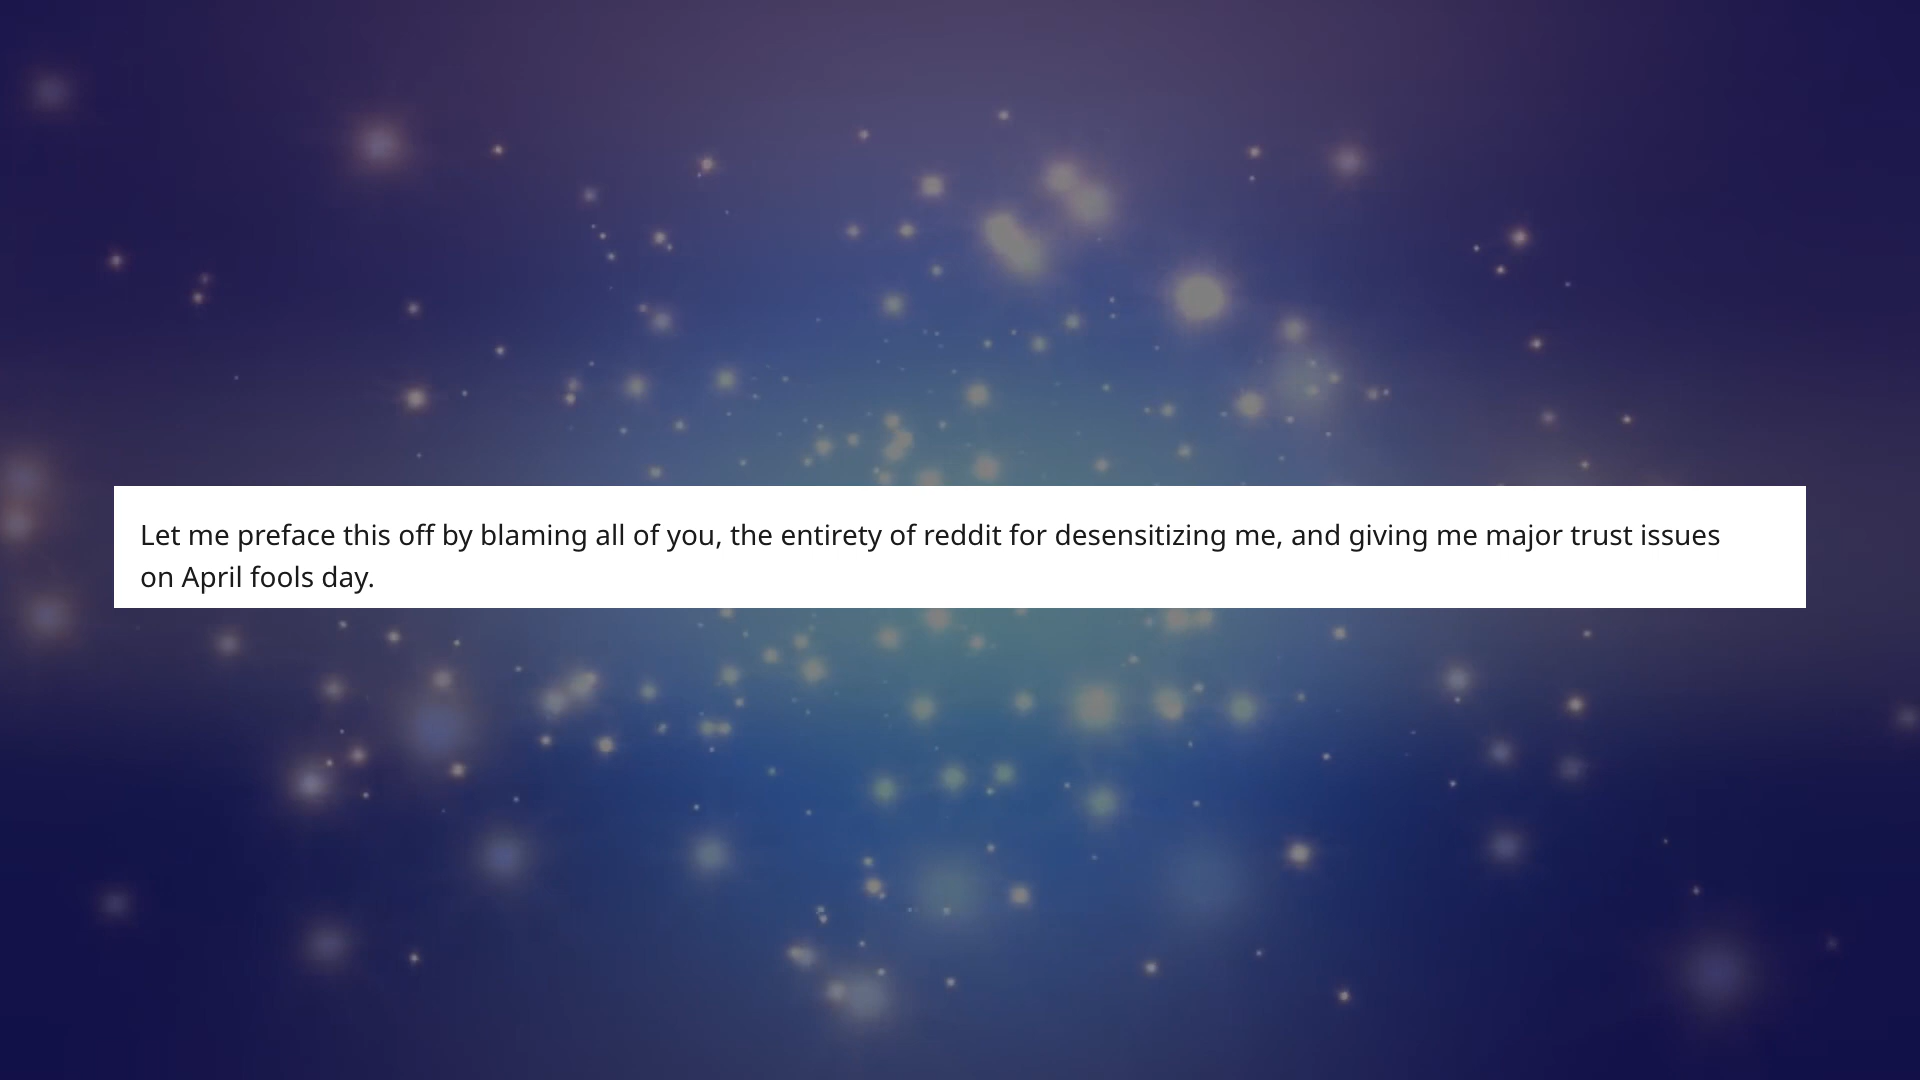 Let me preface this off by blaming all of you, the entirety of reddit for desensitizing me, and giving me major trust issues
on April fools day.